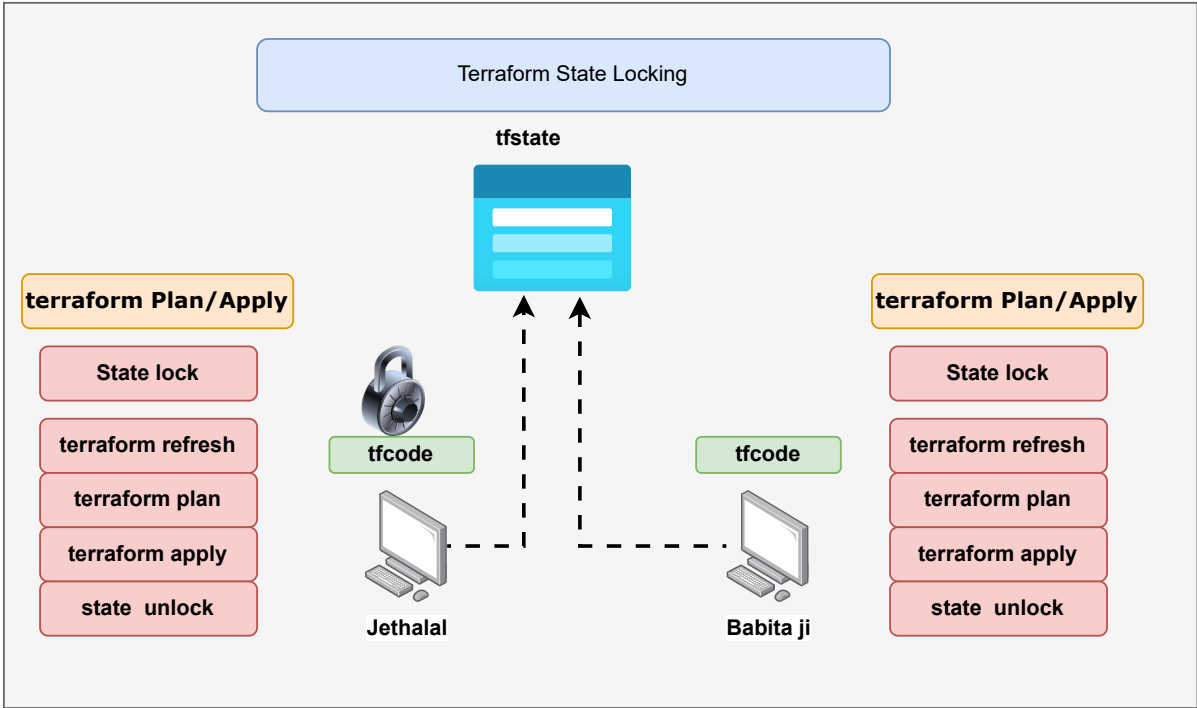 Terraform State Locking
tfstate
terraform Plan/Apply
State lock
terraform refresh
terraform plan
terraform apply
state  unlock
tfcode
Jethalal
tfcode
Babita ji
terraform Plan/Apply
State lock
terraform refresh
terraform plan
terraform apply
state  unlock